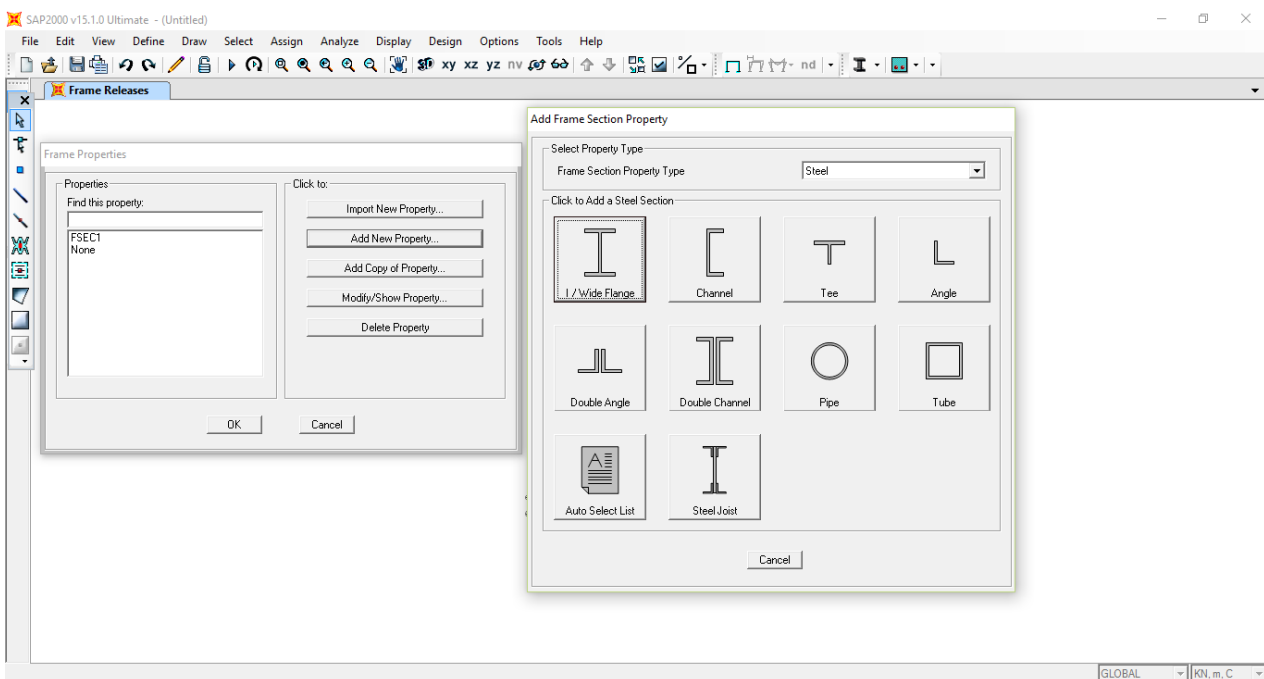 SAP2000 v15.1.0 Ultimate - (Untitled)
File Edit View Define Draw Select Assign Analyze Display Design Options Tools Help
3D xy xz yz nv nd
Frame Releases
Frame Properties
Properties
Find this property:
FSEC1
None
Click to:
Import New Property...
Add New Property...
Add Copy of Property...
Modify/Show Property...
Delete Property
OK Cancel
Add Frame Section Property
Select Property Type
Frame Section Property Type Steel
Click to Add a Steel Section
I / Wide Flange Channel Tee Angle
Double Angle Double Channel Pipe Tube
Auto Select List Steel Joist
Cancel
GLOBAL KN, m, C